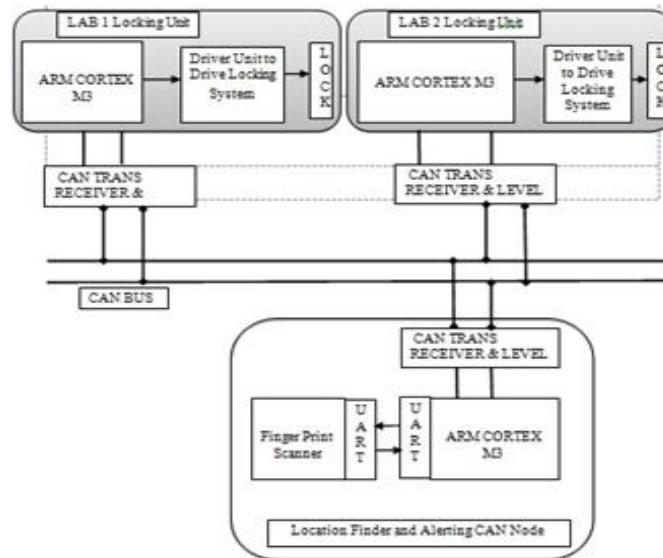 LAB 1 Locking Unit
LAB 2 Locking Unit
ARM CORTEX
M3
Driver Unit to
Drive Locking
System
L
O
C
K
ARM CORTEX M3
Driver Unit
to Drive
Locking
System
L
O
C
K
CAN TRANS
RECEIVER &
CAN TRANS
RECEIVER & LEVEL
CAN BUS
CAN TRANS
RECEIVER & LEVEL
Finger Print
Scanner
U
A
R
T
U
A
R
T
ARM CORTEX
M3
Location Finder and Alerting CAN Node